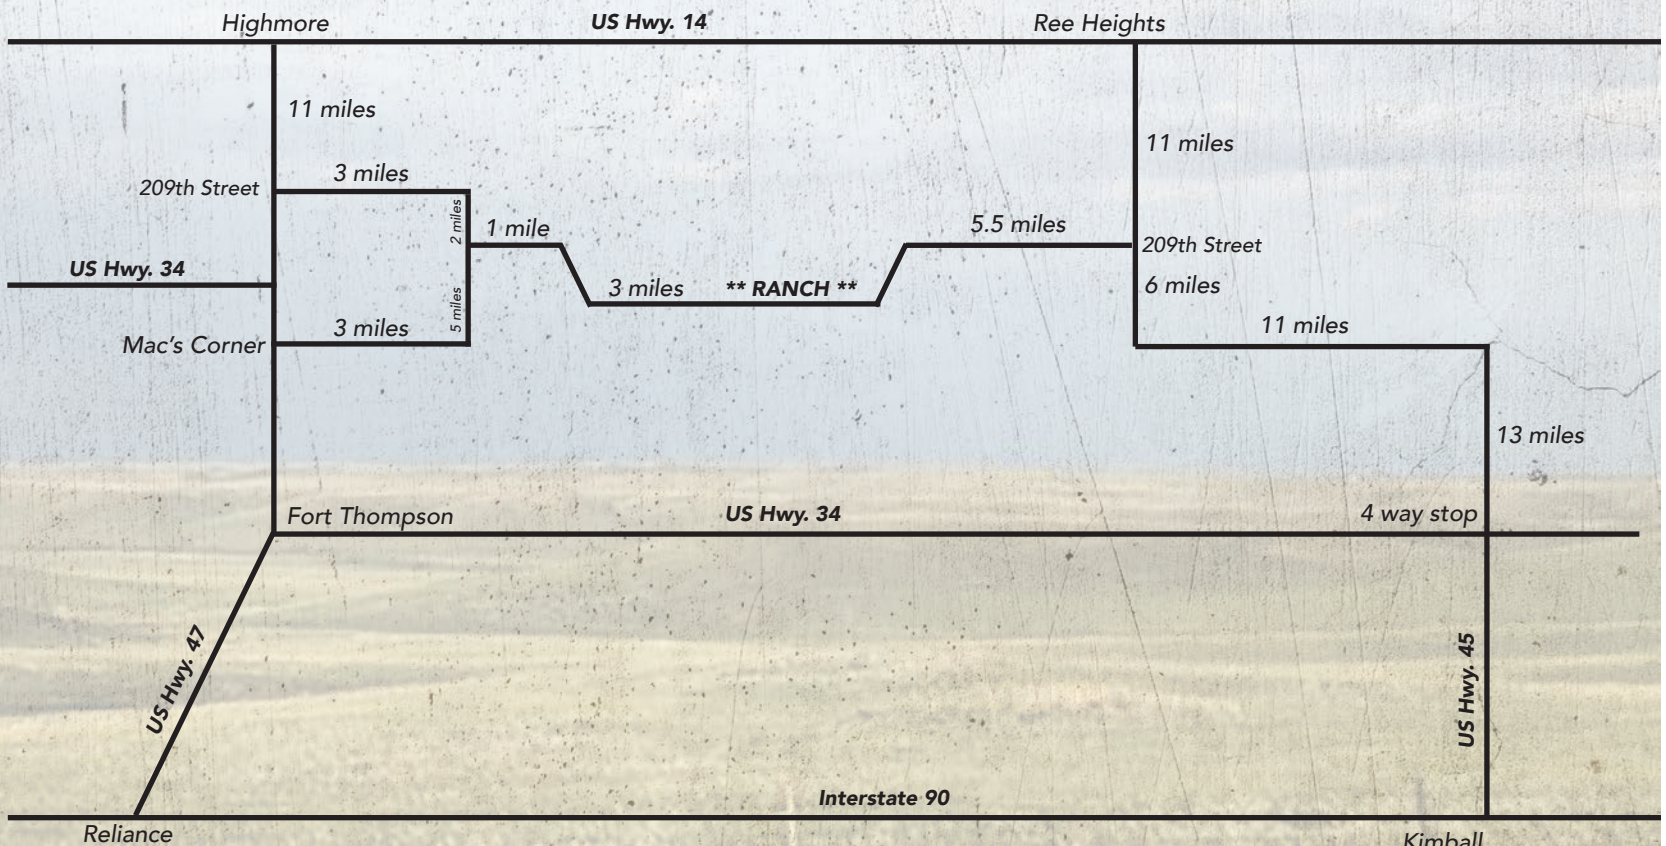 Highmore
US Hwy. 14
Ree Heights
11 miles
11 miles
3 miles
209th Street
2 miles
1 mile
5.5 miles
209th Street
US Hwy. 34
3 miles
** RANCH **
6 miles
5 miles
3 miles
Mac's Corner
11 miles
13 miles
Fort Thompson
US Hwy. 34
4 way stop
US Hwy. 47
US Hwy. 45
Interstate 90
Reliance
Kimball